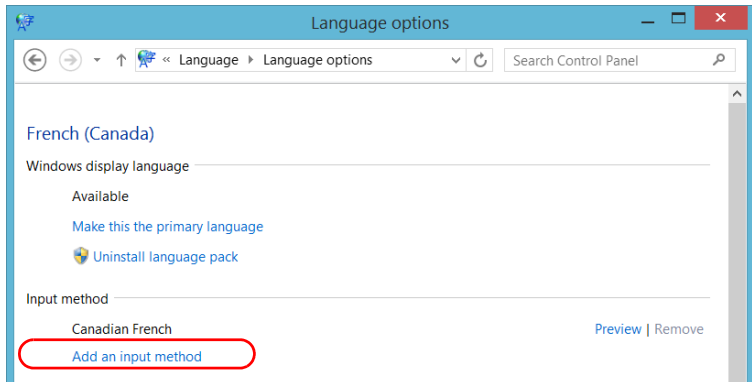 Language options
« Language Language options Search Control Panel
French (Canada)
Windows display language
Available
Make this the primary language
Uninstall language pack
Input method
Canadian French Preview | Remove
Add an input method